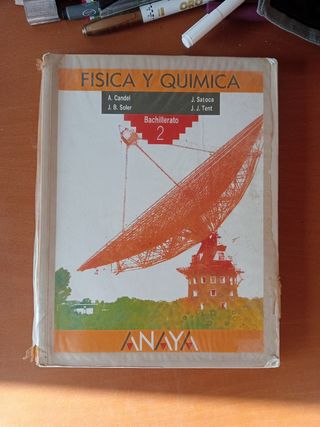 FISICA Y QUIMICA
A. Candel
J. Satoca
J. B. Soler
J. J. Tent
Bachillerato
2
ANAYA